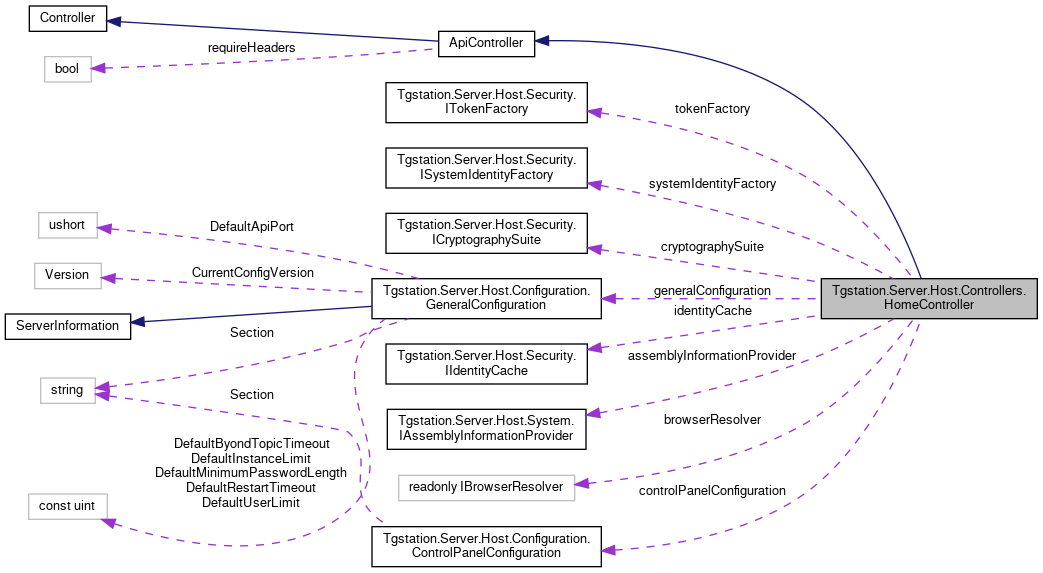 Controller
ApiController
requireHeaders
bool
Tgstation.Server.Host.Security.
ITokenFactory
tokenFactory
Tgstation.Server.Host.Security.
ISystemIdentityFactory
systemIdentityFactory
ushort
DefaultApiPort
Tgstation.Server.Host.Security.
ICryptographySuite
cryptographySuite
Version
CurrentConfigVersion
Tgstation.Server.Host.Configuration.
GeneralConfiguration
generalConfiguration
Tgstation.Server.Host.Controllers.
HomeController
ServerInformation
Section
identityCache
Tgstation.Server.Host.Security.
IIdentityCache
string
Section
assemblyInformationProvider
Tgstation.Server.Host.System.
IAssemblyInformationProvider
browserResolver
DefaultByondTopicTimeout
DefaultInstanceLimit
DefaultMinimumPasswordLength
DefaultRestartTimeout
DefaultUserLimit
readonly IBrowserResolver
controlPanelConfiguration
const uint
Tgstation.Server.Host.Configuration.
ControlPanelConfiguration